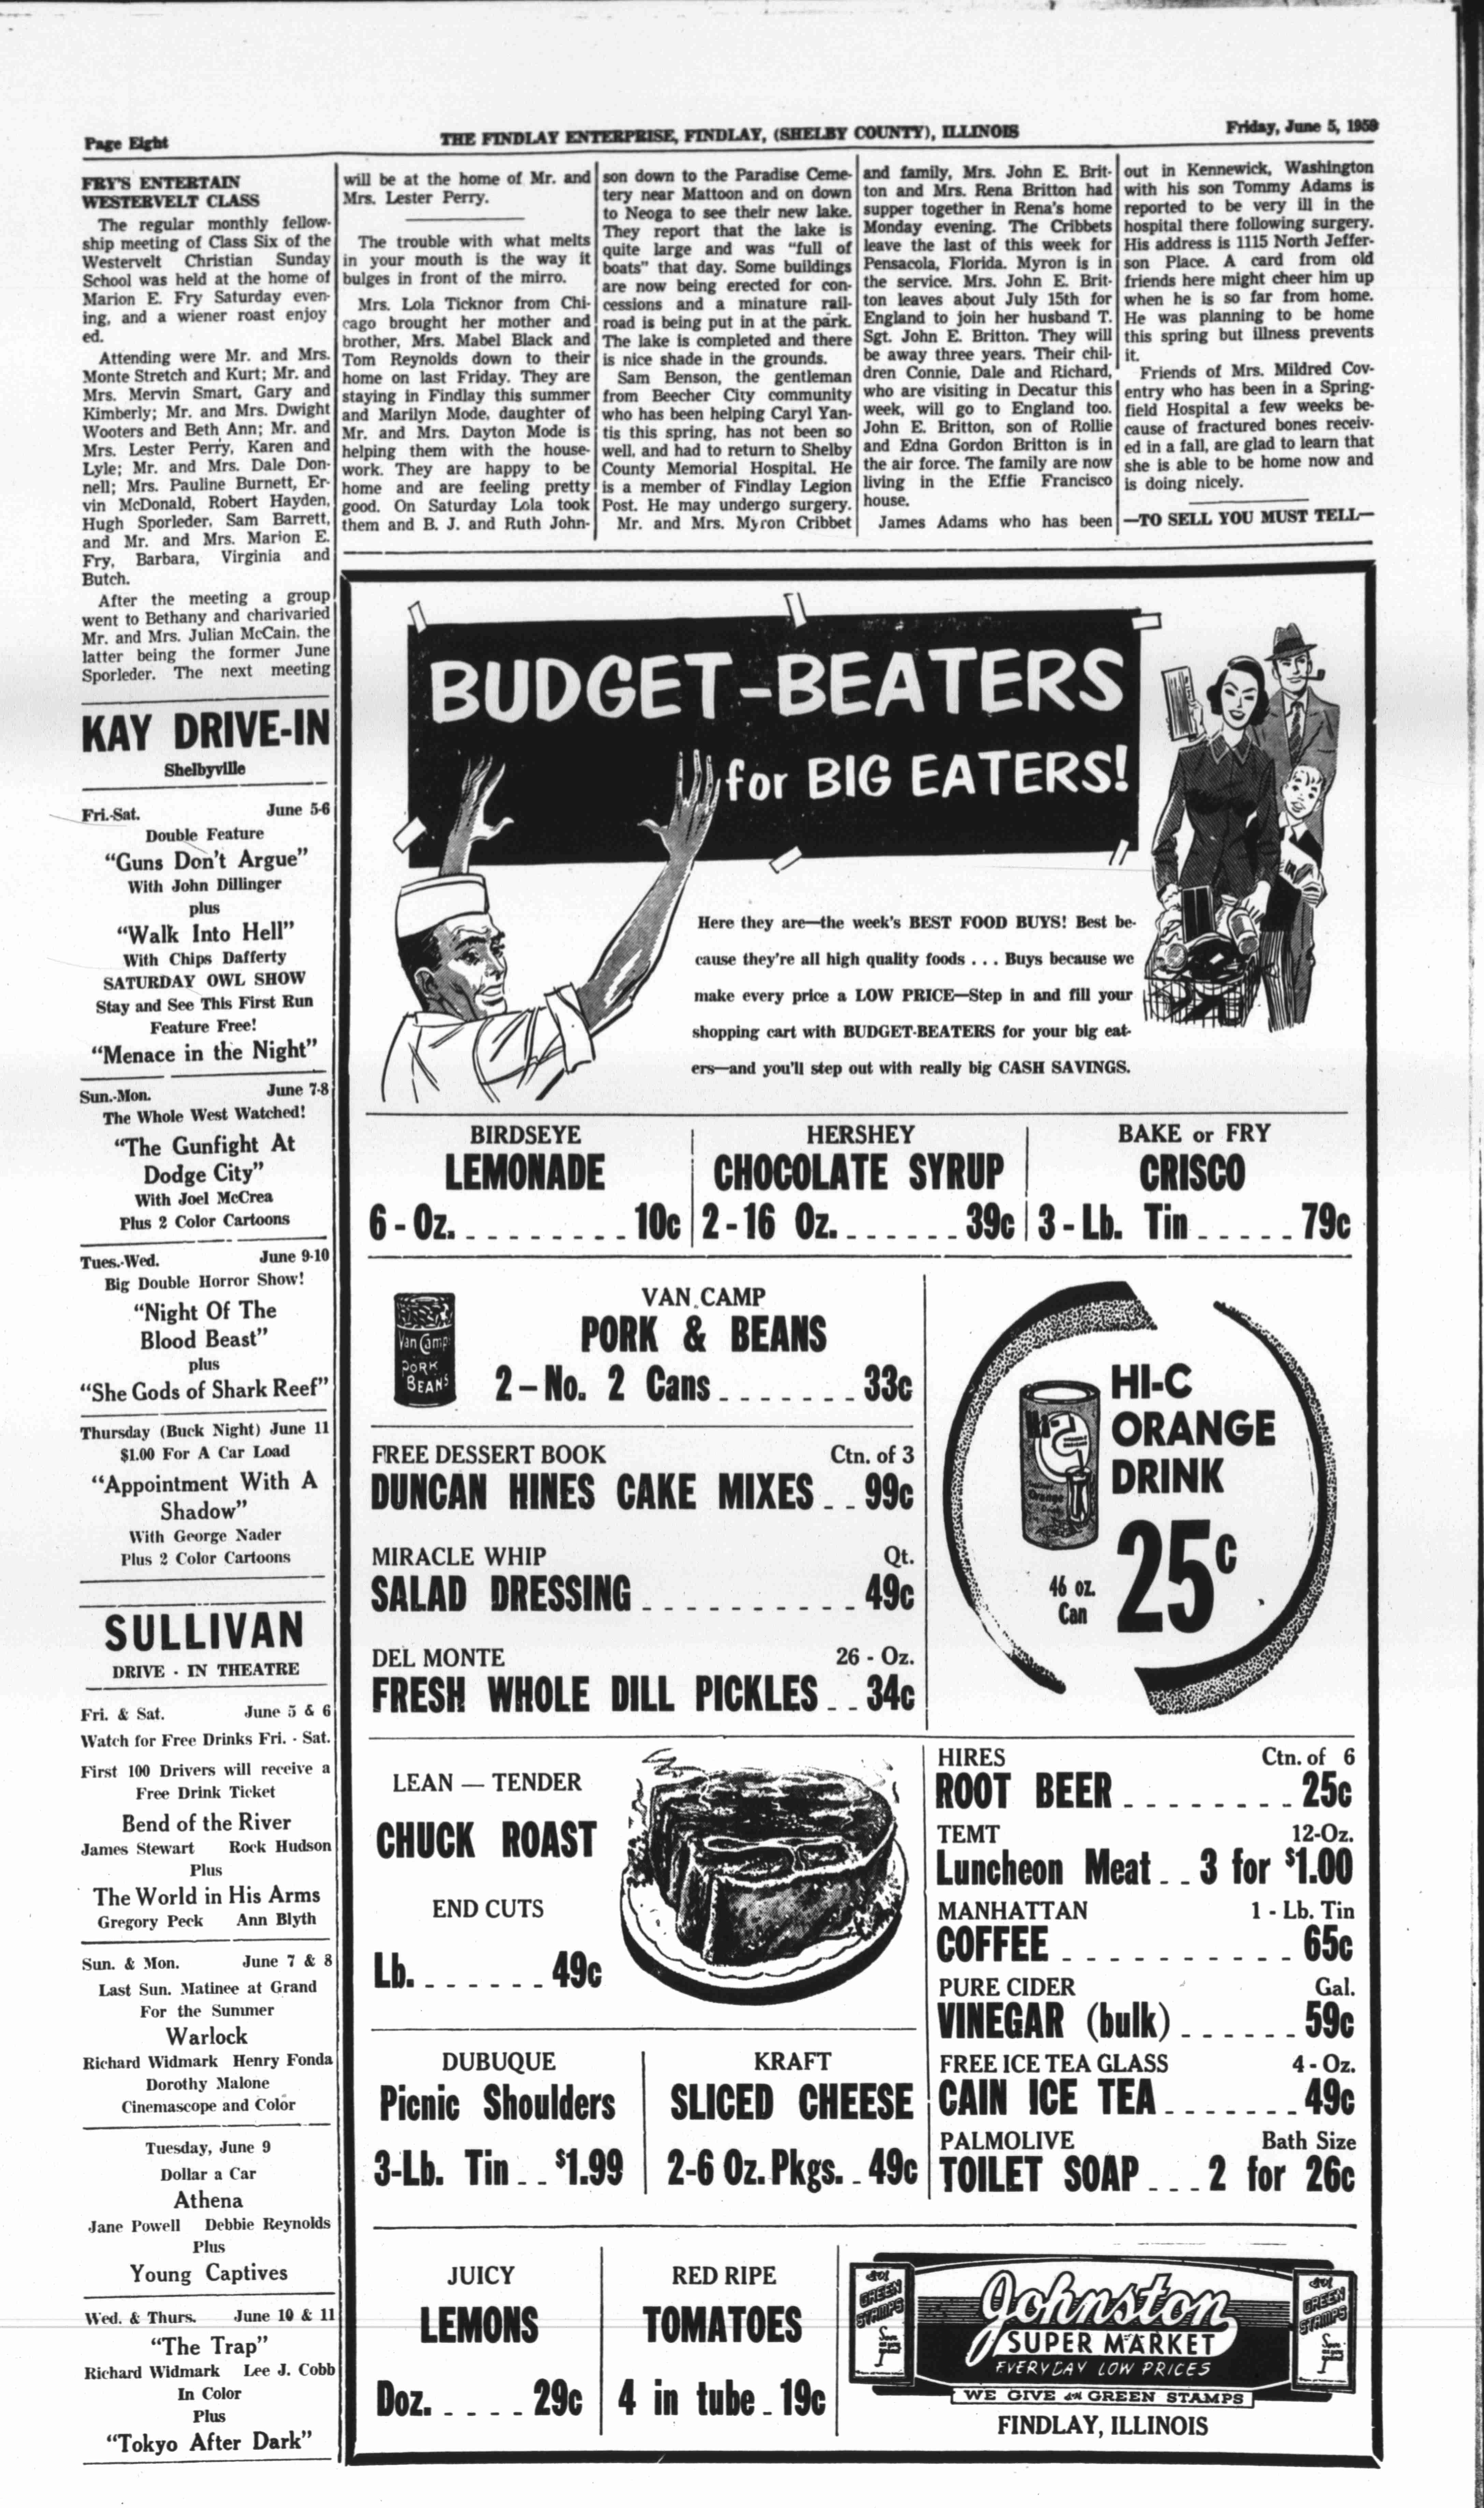 Page Eight
THE FINDLAY ENTERPRISE, FINDLAY, (SHELBY COUNTY), ILLINOIS
Friday, June 5, 1959
FRY'S ENTERTAIN
WESTERVELT CLASS
The regular monthly fellow-
ship meeting of Class Six of the
Westervelt Christian Sunday
School was held at the home of
Marion E. Fry Saturday even-
ing, and a wiener roast enjoy
ed.
Attending were Mr. and Mrs.
Monte Stretch and Kurt; Mr. and
Mrs. Mervin Smart, Gary and
Kimberly; Mr. and Mrs. Dwight
Wooters and Beth Ann; Mr. and
Mrs. Lester Perry, Karen and
Lyle; Mr. and Mrs. Dale Don-
nell; Mrs. Pauline Burnett, Er-
vin McDonald, Robert Hayden,
Hugh Sporleder, Sam Barrett,
and Mr. and Mrs. Marion E.
Fry, Barbara, Virginia and
Butch.
After the meeting a group
went to Bethany and charivaried
Mr. and Mrs. Julian McCain, the
latter being the former June
Sporleder. The next meeting
will be at the home of Mr. and
Mrs. Lester Perry.
The trouble with what melts
in your mouth is the way it
bulges in front of the mirro.
Mrs. Lola Ticknor from Chi-
cago brought her mother and
brother, Mrs. Mabel Black and
Tom Reynolds down to their
home on last Friday. They are
staying in Findlay this summer
and Marilyn Mode, daughter of
Mr. and Mrs. Dayton Mode is
helping them with the house-
work. They are happy to be
home and are feeling pretty
good. On Saturday Lola took
them and B. J. and Ruth John-
son down to the Paradise Ceme-
tery near Mattoon and on down
to Neoga to see their new lake.
They report that the lake is
quite large and was "full of
boats" that day. Some buildings
are now being erected for con-
cessions and a minature rail-
road is being put in at the park.
The lake is completed and there
is nice shade in the grounds.
Sam Benson, the gentleman
from Beecher City community
who has been helping Caryl Yan-
tis this spring, has not been so
well, and had to return to Shelby
County Memorial Hospital. He
is a member of Findlay Legion
Post. He may undergo surgery.
Mr. and Mrs. Myron Cribbet
and family, Mrs. John E. Brit-
ton and Mrs. Rena Britton had
supper together in Rena's home
Monday evening. The Cribbets
leave the last of this week for
Pensacola, Florida. Myron is in
the service. Mrs. John E. Brit-
ton leaves about July 15th for
England to join her husband T.
Sgt. John E. Britton. They will
be away three years. Their chil-
dren Connie, Dale and Richard,
who are visiting in Decatur this
week, will go to England too.
John E. Britton, son of Rollie
and Edna Gordon Britton is in
the air force. The family are now
living in the Effie Francisco
house.
James Adams who has been
out in Kennewick, Washington
with his son Tommy Adams is
reported to be very ill in the
hospital there following surgery.
His address is 1115 North Jeffer-
son Place. A card from old
friends here might cheer him up
when he is so far from home.
He was planning to be home
this spring but illness prevents
it.
Friends of Mrs. Mildred Cov-
entry who has been in a Spring-
field Hospital a few weeks be-
cause of fractured bones receiv-
ed in a fall, are glad to learn that
she is able to be home now and
is doing nicely.
—TO SELL YOU MUST TELL—
KAY DRIVE-IN
Shelbyville
Fri.-Sat. June 5-6
Double Feature
"Guns Don't Argue"
With John Dillinger
plus
"Walk Into Hell"
With Chips Dafferty
SATURDAY OWL SHOW
Stay and See This First Run
Feature Free!
"Menace in the Night"
Sun.-Mon. June 7-8
The Whole West Watched!
"The Gunfight At
Dodge City"
With Joel McCrea
Plus 2 Color Cartoons
Tues.-Wed. June 9-10
Big Double Horror Show!
"Night Of The
Blood Beast"
plus
"She Gods of Shark Reef"
Thursday (Buck Night) June 11
$1.00 For A Car Load
"Appointment With A
Shadow"
With George Nader
Plus 2 Color Cartoons
SULLIVAN
DRIVE - IN THEATRE
Fri. & Sat. June 5 & 6
Watch for Free Drinks Fri. - Sat.
First 100 Drivers will receive a
Free Drink Ticket
Bend of the River
James Stewart Rock Hudson
Plus
The World in His Arms
Gregory Peck Ann Blyth
Sun. & Mon. June 7 & 8
Last Sun. Matinee at Grand
For the Summer
Warlock
Richard Widmark Henry Fonda
Dorothy Malone
Cinemascope and Color
Tuesday, June 9
Dollar a Car
Athena
Jane Powell Debbie Reynolds
Plus
Young Captives
Wed. & Thurs. June 10 & 11
"The Trap"
Richard Widmark Lee J. Cobb
In Color
Plus
"Tokyo After Dark"
BUDGET-BEATERS
for BIG EATERS!
Here they are—the week's BEST FOOD BUYS! Best be-
cause they're all high quality foods . . . Buys because we
make every price a LOW PRICE—Step in and fill your
shopping cart with BUDGET-BEATERS for your big eat-
ers—and you'll step out with really big CASH SAVINGS.
BIRDSEYE
LEMONADE
6 - Oz. 10c
HERSHEY
CHOCOLATE SYRUP
2 - 16 Oz. 39c
BAKE or FRY
CRISCO
3 - Lb. Tin 79c
Van Camp
PORK
BEANS
VAN CAMP
PORK & BEANS
2 – No. 2 Cans 33c
FREE DESSERT BOOK Ctn. of 3
DUNCAN HINES CAKE MIXES 99c
MIRACLE WHIP Qt.
SALAD DRESSING 49c
DEL MONTE 26 - Oz.
FRESH WHOLE DILL PICKLES 34c
Hi-C
Orange
HI-C
ORANGE
DRINK
46 oz.
Can
25c
LEAN — TENDER
CHUCK ROAST
END CUTS
Lb. 49c
HIRES Ctn. of 6
ROOT BEER 25c
TEMT 12-Oz.
Luncheon Meat 3 for $1.00
MANHATTAN 1 - Lb. Tin
COFFEE 65c
PURE CIDER Gal.
VINEGAR (bulk) 59c
FREE ICE TEA GLASS 4 - Oz.
CAIN ICE TEA 49c
PALMOLIVE Bath Size
TOILET SOAP 2 for 26c
DUBUQUE
Picnic Shoulders
3-Lb. Tin $1.99
KRAFT
SLICED CHEESE
2-6 Oz. Pkgs. 49c
JUICY
LEMONS
Doz. 29c
RED RIPE
TOMATOES
4 in tube 19c
GREEN
STAMPS
Johnston
SUPER MARKET
EVERYDAY LOW PRICES
WE GIVE S&H GREEN STAMPS
GREEN
STAMPS
FINDLAY, ILLINOIS